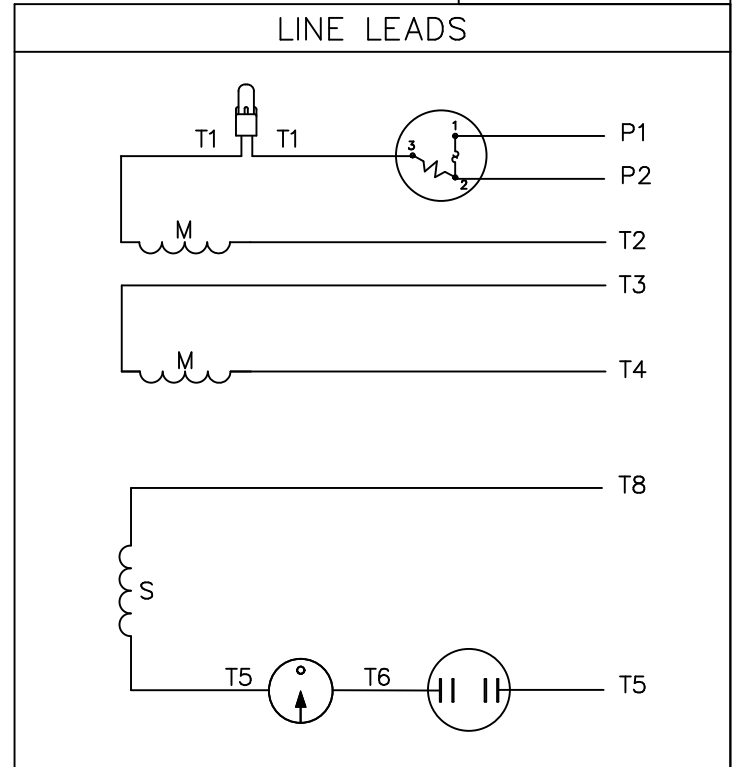 LINE LEADS
T1 T1 1 P1
3
2 P2
M T2
T3
M T4
T8
S
T5 T6 T5